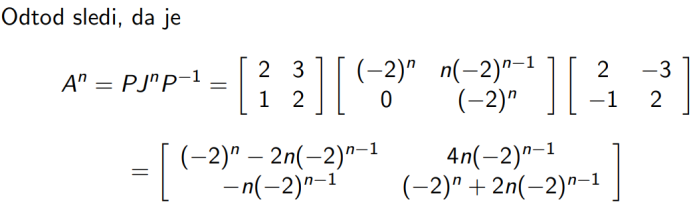 Odtod sledi, da je
Aⁿ = PJⁿP⁻¹ = [ 2 3 ; 1 2 ] [ (−2)ⁿ n(−2)ⁿ⁻¹ ; 0 (−2)ⁿ ] [ 2 −3 ; −1 2 ]
= [ (−2)ⁿ − 2n(−2)ⁿ⁻¹ 4n(−2)ⁿ⁻¹ ; −n(−2)ⁿ⁻¹ (−2)ⁿ + 2n(−2)ⁿ⁻¹ ]